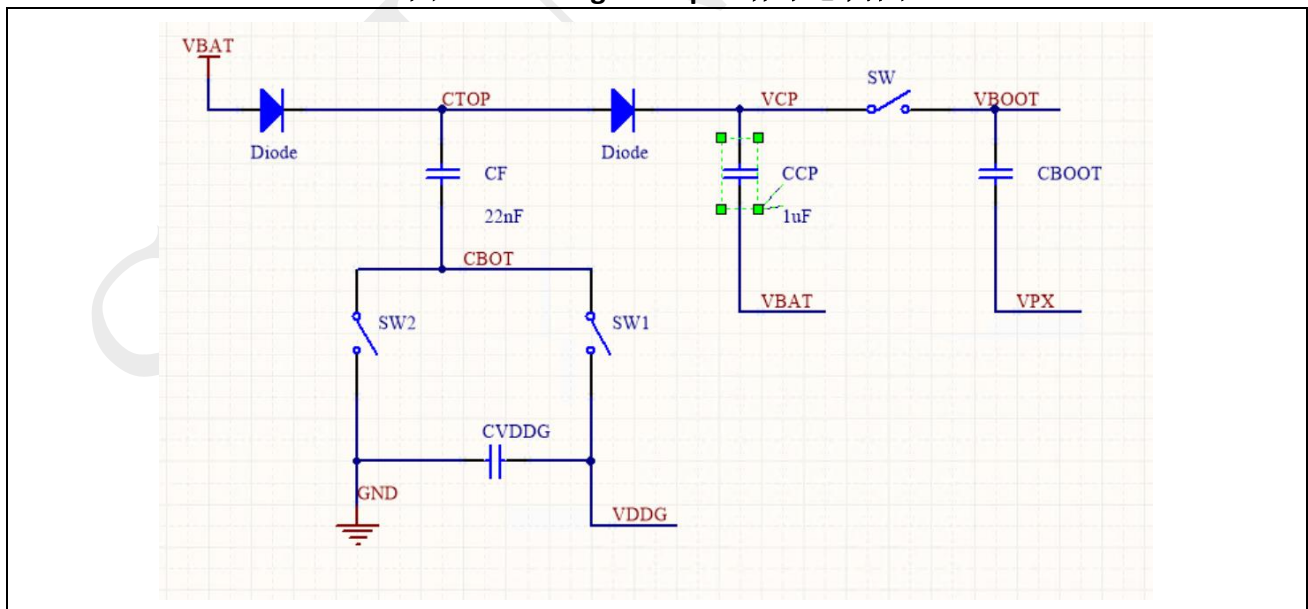 VBAT
SW
CTOP
VCP
VBOOT
Diode
Diode
CF
CCP
CBOOT
22nF
1uF
CBOT
VBAT
VPX
SW2
SW1
CVDDG
GND
VDDG